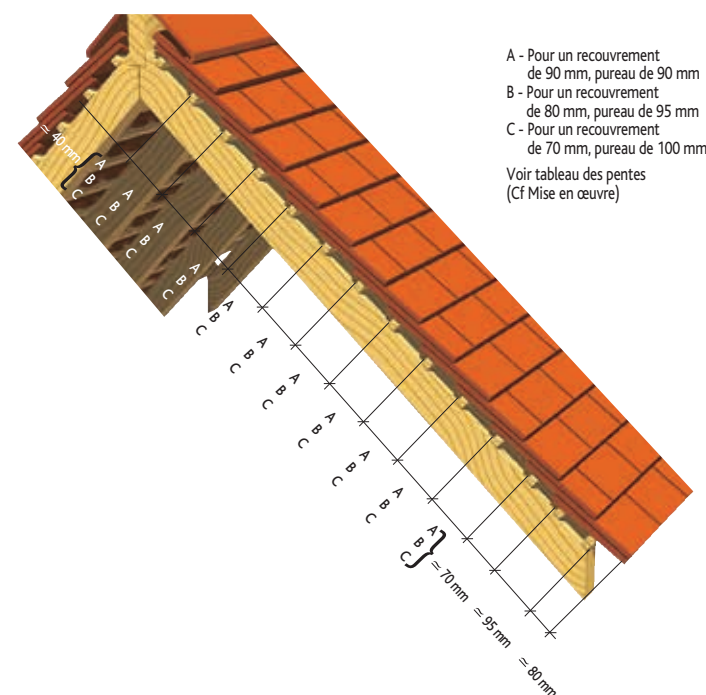 A - Pour un recouvrement
de 90 mm, pureau de 90 mm
B - Pour un recouvrement
de 80 mm, pureau de 95 mm
C - Pour un recouvrement
de 70 mm, pureau de 100 mm
Voir tableau des pentes
(Cf Mise en œuvre)
≃ 40 mm
A
B
C
A
B
C
A
B
C
A
B
C
A
B
C
A
B
C
A
B
C
A
B
C
A
B
C
A
B
C
≃ 70 mm
≃ 95 mm
≃ 80 mm